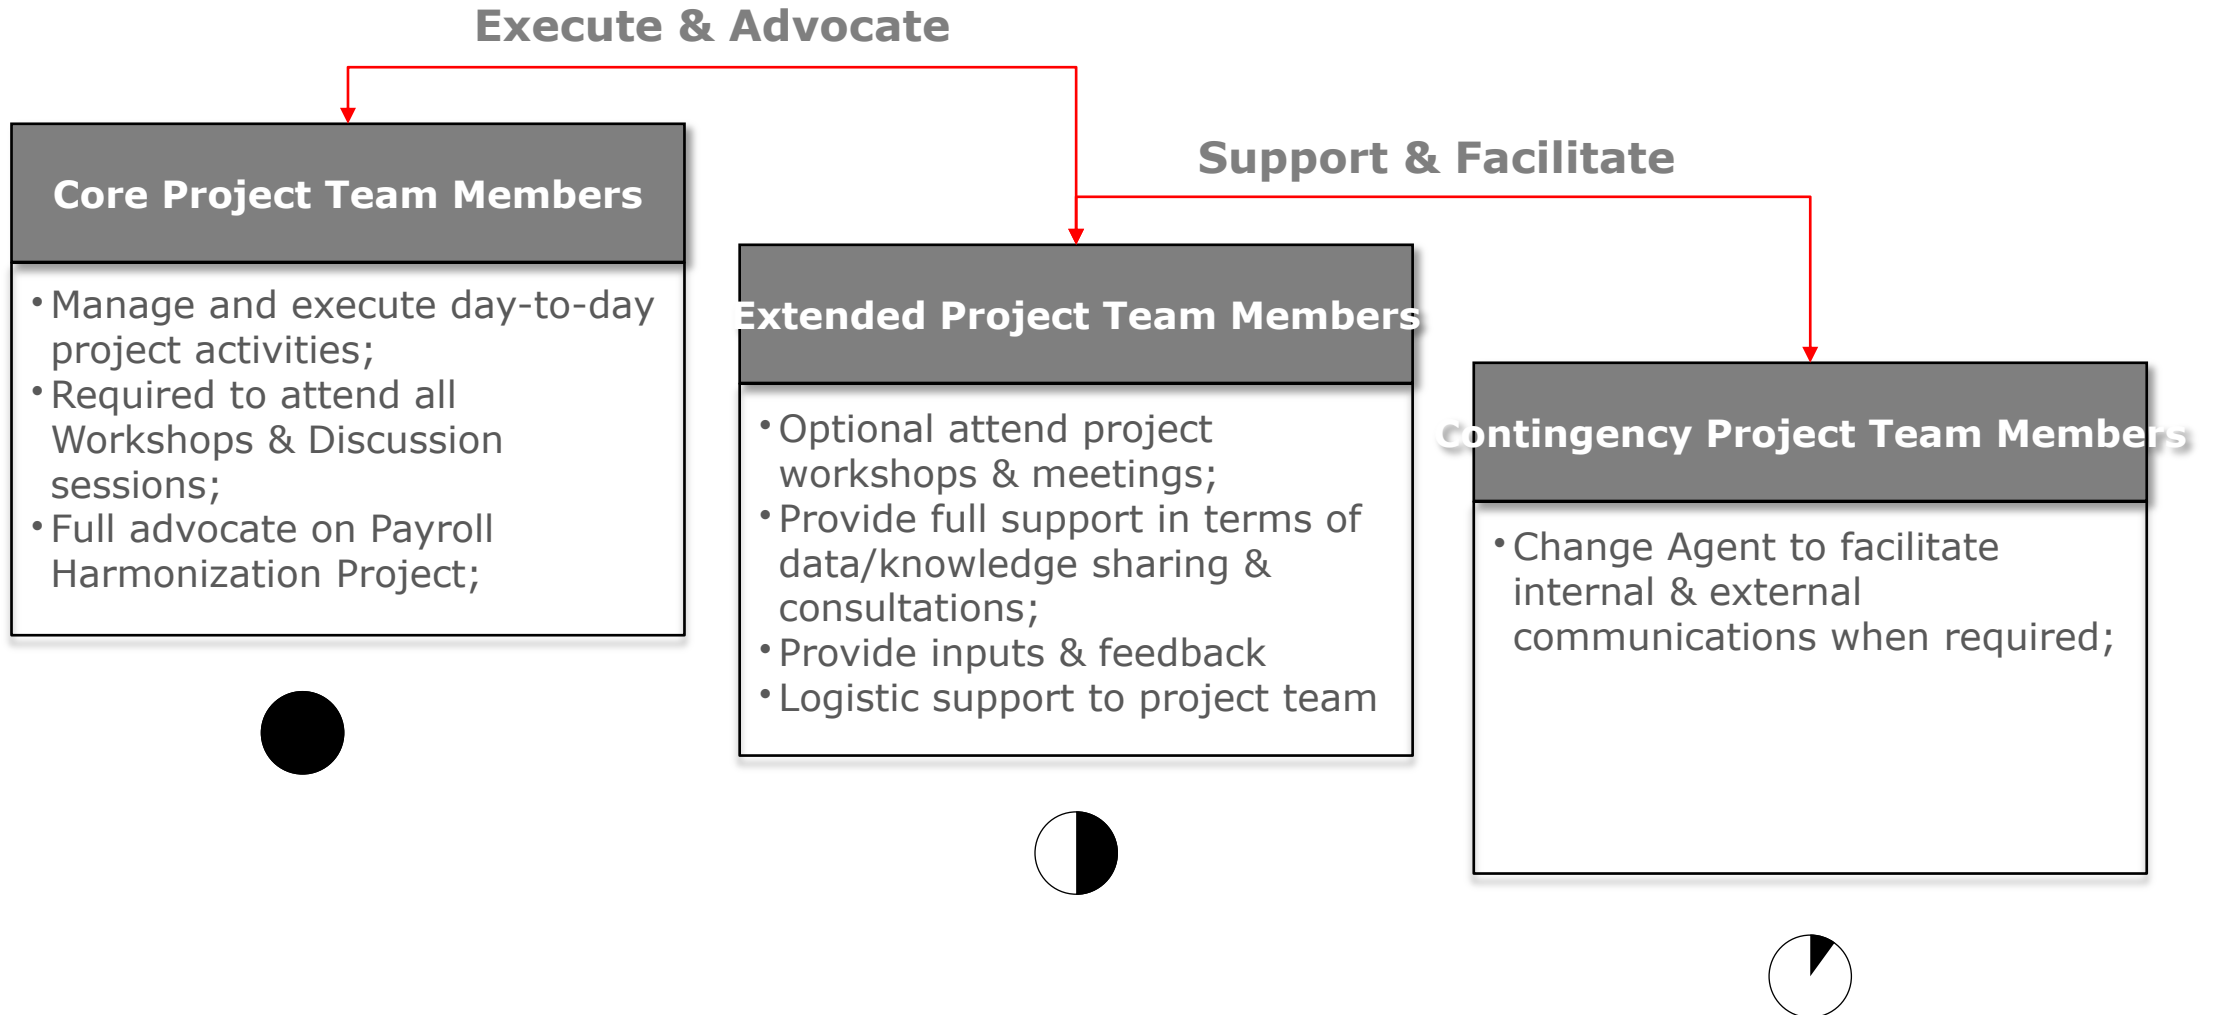 Execute & Advocate
Support & Facilitate
Core Project Team Members
•Manage and execute day-to-day
project activities;
•Required to attend all
Workshops & Discussion
sessions;
•Full advocate on Payroll
Harmonization Project;
Extended Project Team Members
•Optional attend project
workshops & meetings;
•Provide full support in terms of
data/knowledge sharing &
consultations;
•Provide inputs & feedback
•Logistic support to project team
Contingency Project Team Members
•Change Agent to facilitate
internal & external
communications when required;